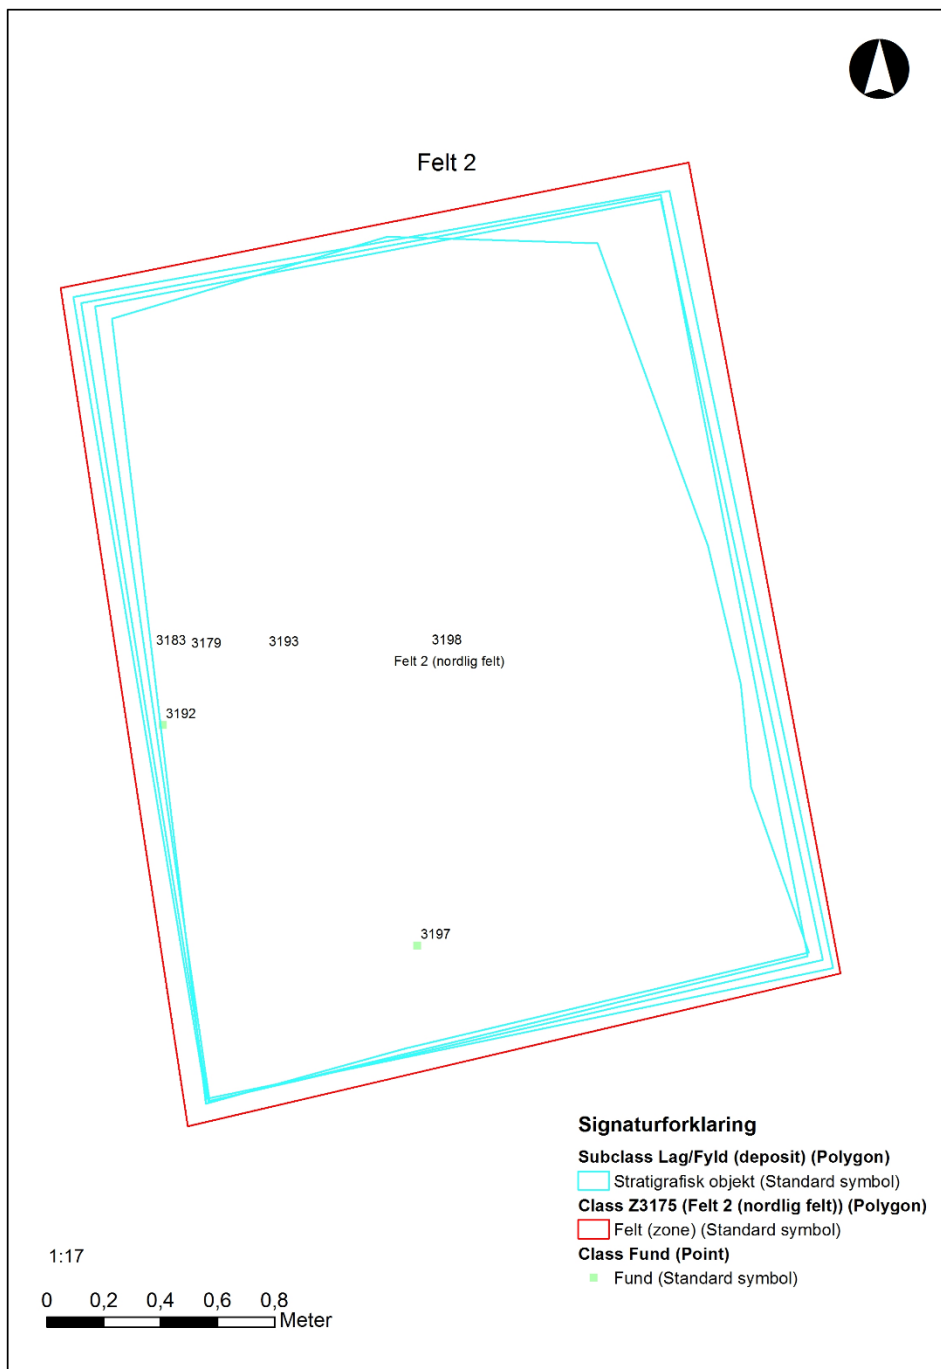 Felt 2
3183 3179 3193 3198
Felt 2 (nordlig felt)
3192
3197
Signaturforklaring
Subclass Lag/Fyld (deposit) (Polygon)
Stratigrafisk objekt (Standard symbol)
Class Z3175 (Felt 2 (nordlig felt)) (Polygon)
Felt (zone) (Standard symbol)
Class Fund (Point)
Fund (Standard symbol)
1:17
0 0,2 0,4 0,6 0,8
Meter